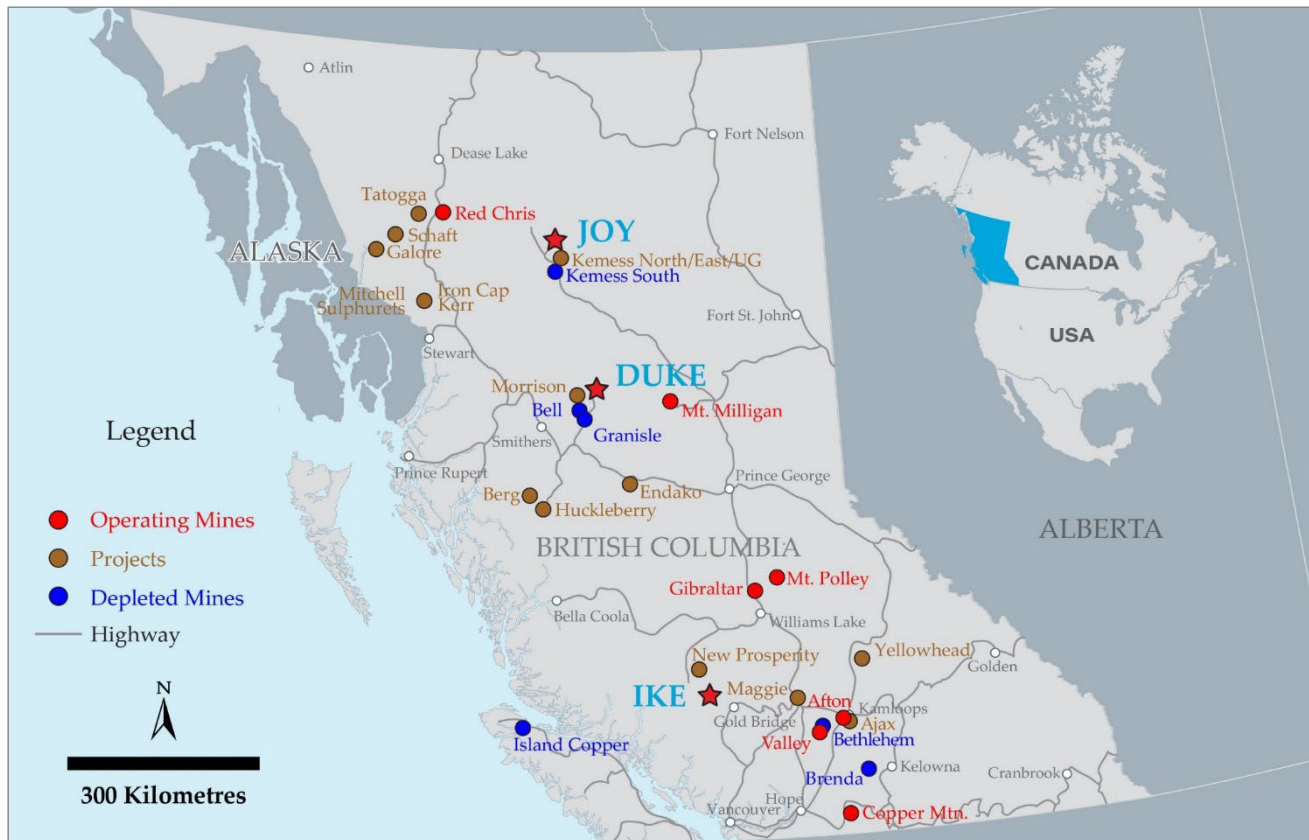 Atlin
Fort Nelson
Dease Lake
Tatogga
Red Chris
JOY
Schaft
ALASKA
Galore
Kemess North/East/UG
Kemess South
CANADA
Mitchell
Sulphurets
Iron Cap
Kerr
Fort St. John
USA
Stewart
DUKE
Morrison
Bell
Mt. Milligan
Legend
Smithers
Granisle
Prince Rupert
Prince George
Endako
Berg
Huckleberry
Operating Mines
ALBERTA
BRITISH COLUMBIA
Projects
Mt. Polley
Gibraltar
Depleted Mines
Bella Coola
Williams Lake
Highway
New Prosperity
Yellowhead
Golden
IKE
Maggie
Afton
N
Gold Bridge
Kamloops
Ajax
Island Copper
Valley
Bethlehem
Brenda
Kelowna
Cranbrook
300 Kilometres
Vancouver
Hope
Copper Mtn.